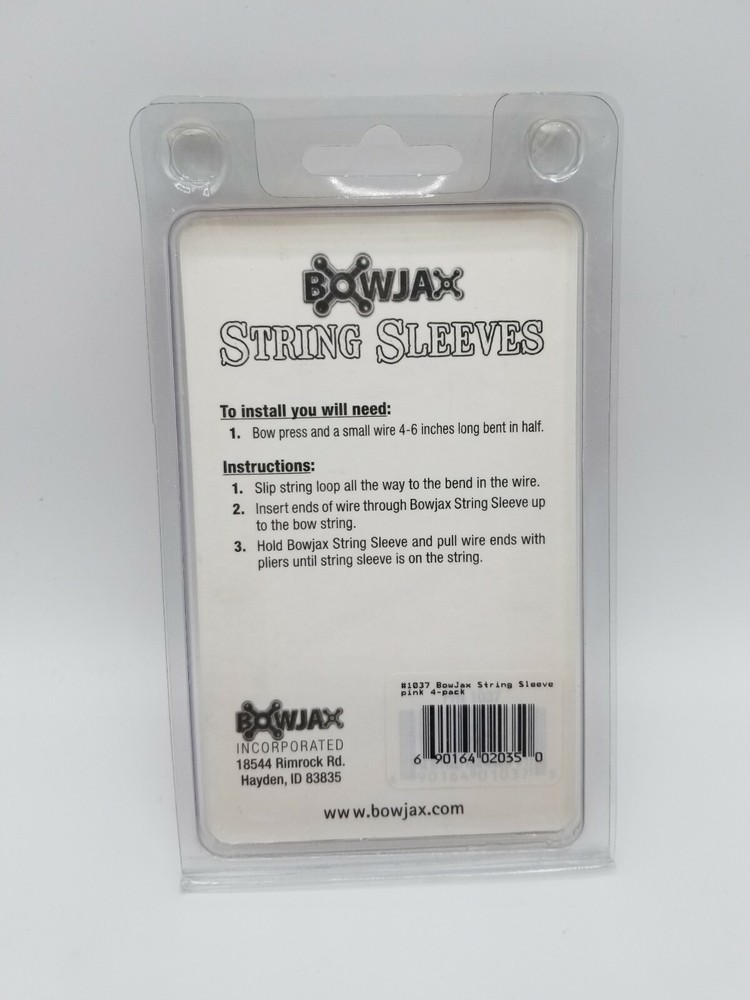 BOWJAX
STRING SLEEVES
To install you will need:
1. Bow press and a small wire 4-6 inches long bent in half.
Instructions:
1. Slip string loop all the way to the bend in the wire.
2. Insert ends of wire through Bowjax String Sleeve up
to the bow string.
3. Hold Bowjax String Sleeve and pull wire ends with
pliers until string sleeve is on the string.
#1037 BowJax String Sleeve
pink 4-pack
6 90164 02035 0
BOWJAX
INCORPORATED
18544 Rimrock Rd.
Hayden, ID 83835
www.bowjax.com